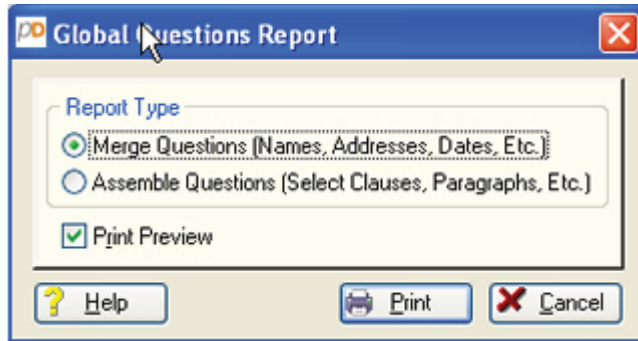 PD Global Questions Report
Report Type
Merge Questions (Names, Addresses, Dates, Etc.)
Assemble Questions (Select Clauses, Paragraphs, Etc.)
Print Preview
? Help Print Cancel